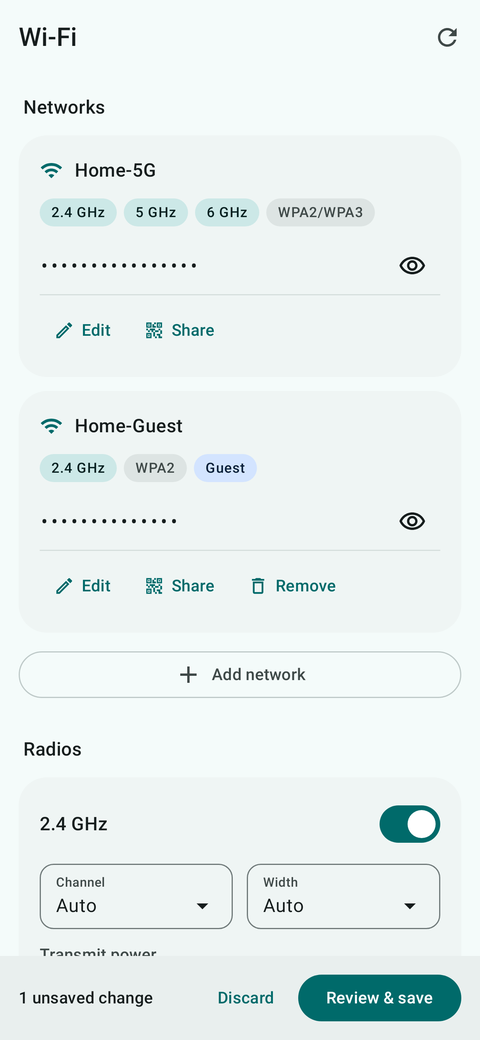 Wi-Fi
Networks
Home-5G
2.4 GHz 5 GHz 6 GHz WPA2/WPA3
••••••••••••••••
Edit Share
Home-Guest
2.4 GHz WPA2 Guest
••••••••••••••
Edit Share Remove
Add network
Radios
2.4 GHz
Channel Width
Auto Auto
Transmit power
1 unsaved change Discard Review & save